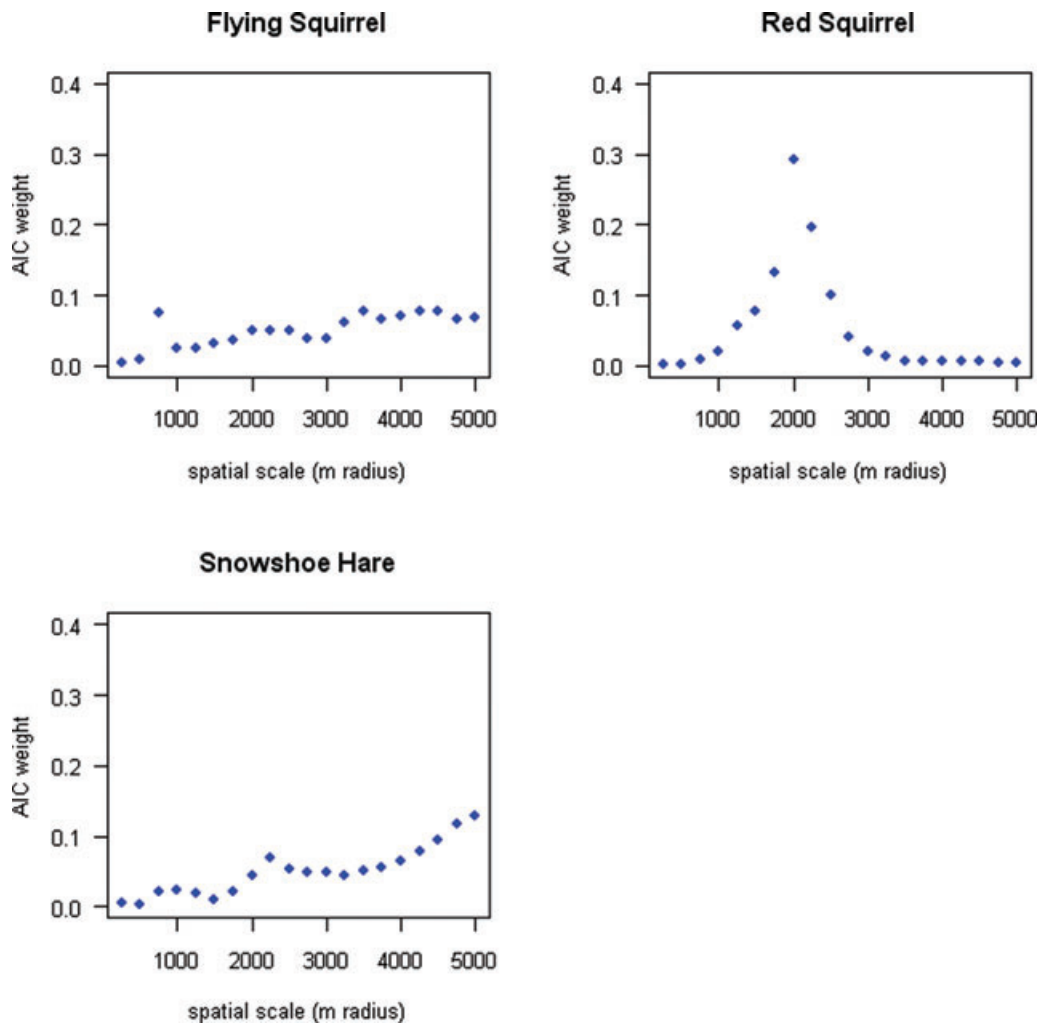 Flying Squirrel
0.4
0.3
0.2
0.1
0.0
AIC weight
1000 2000 3000 4000 5000
spatial scale (m radius)
Red Squirrel
0.4
0.3
0.2
0.1
0.0
AIC weight
1000 2000 3000 4000 5000
spatial scale (m radius)
Snowshoe Hare
0.4
0.3
0.2
0.1
0.0
AIC weight
1000 2000 3000 4000 5000
spatial scale (m radius)